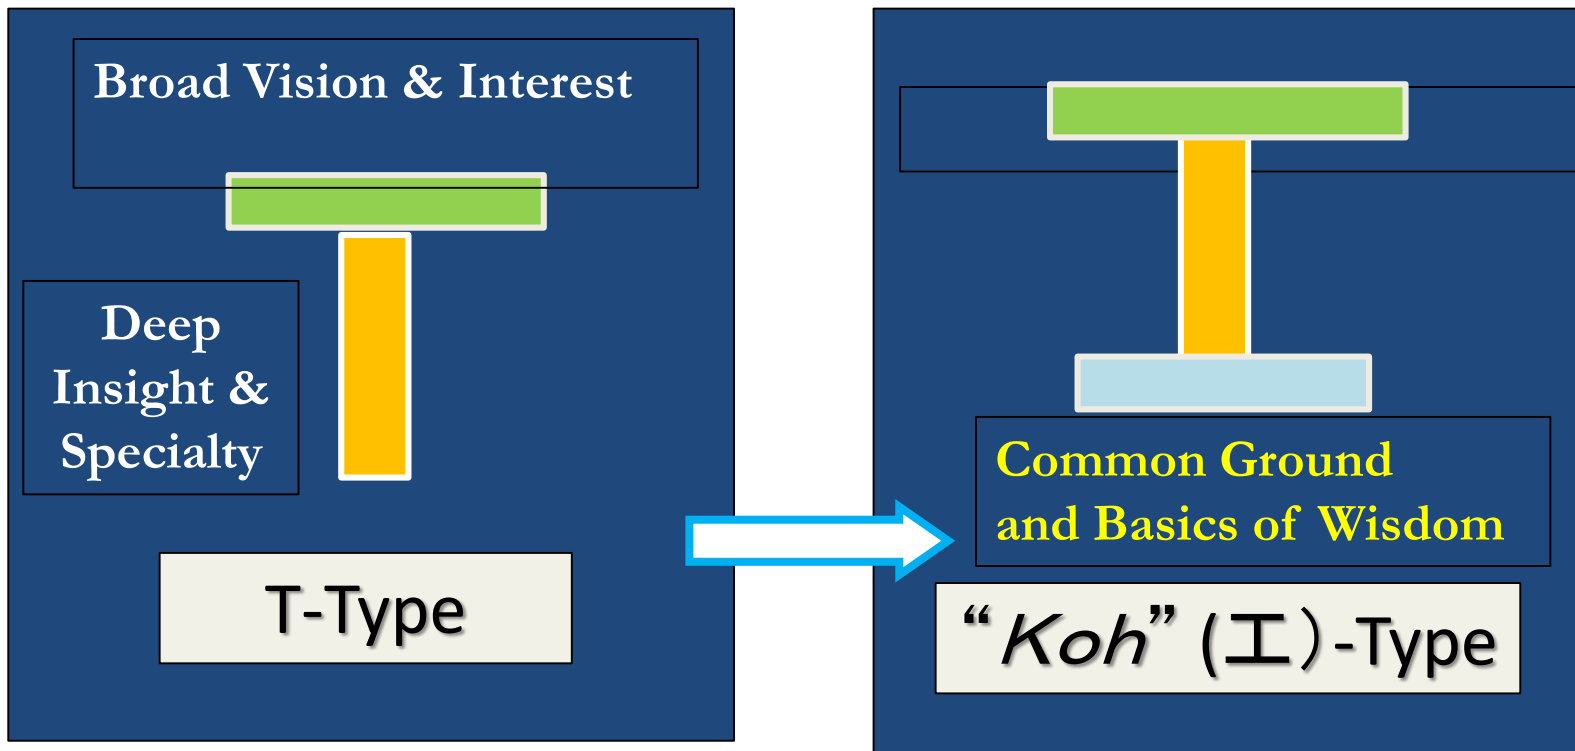 Broad Vision & Interest
Deep
Insight &
Specialty
T-Type
Common Ground
and Basics of Wisdom
“Koh” (工）-Type